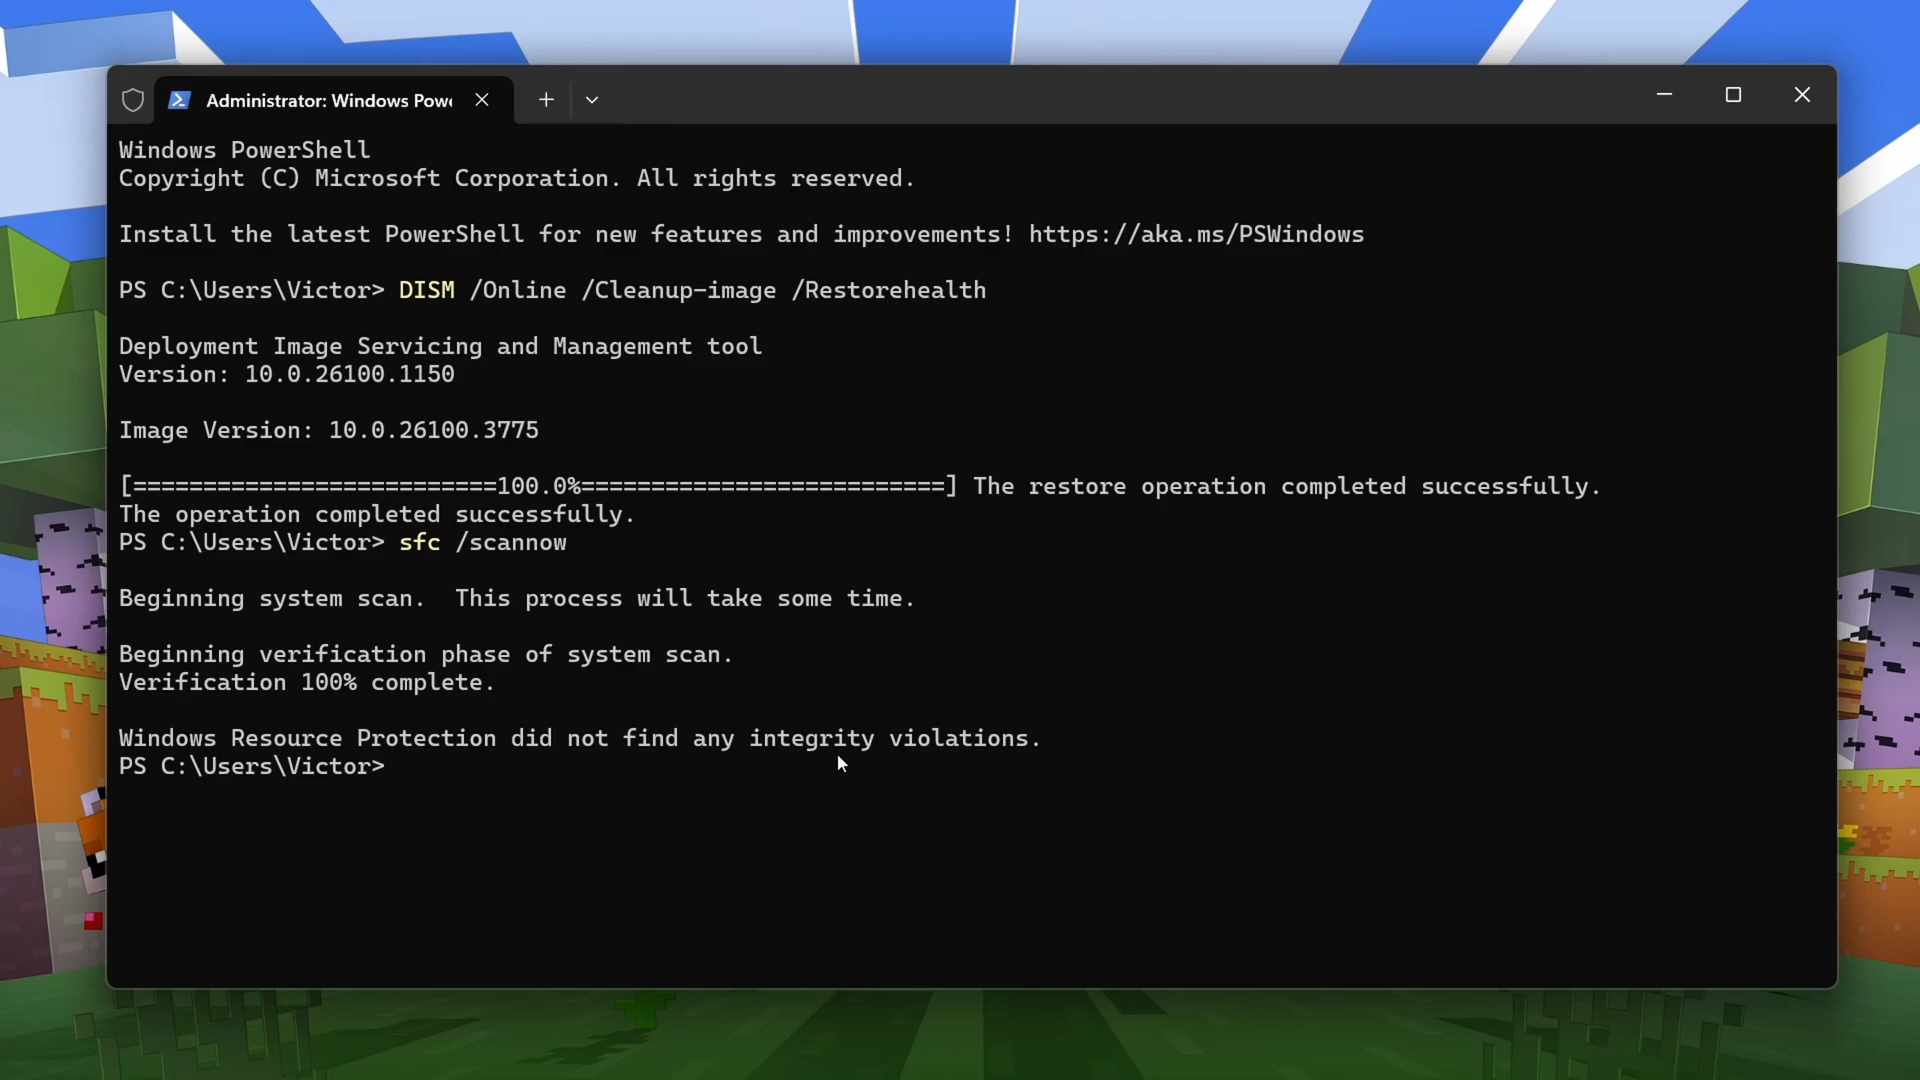 Administrator: Windows Pow
Windows PowerShell
Copyright (C) Microsoft Corporation. All rights reserved.
Install the latest PowerShell for new features and improvements! https://aka.ms/PSWindows
PS C:\Users\Victor> DISM /Online /Cleanup-image /Restorehealth
Deployment Image Servicing and Management tool
Version: 10.0.26100.1150
Image Version: 10.0.26100.3775
[==========================100.0%==========================] The restore operation completed successfully.
The operation completed successfully.
PS C:\Users\Victor> sfc /scannow
Beginning system scan.  This process will take some time.
Beginning verification phase of system scan.
Verification 100% complete.
Windows Resource Protection did not find any integrity violations.
PS C:\Users\Victor>